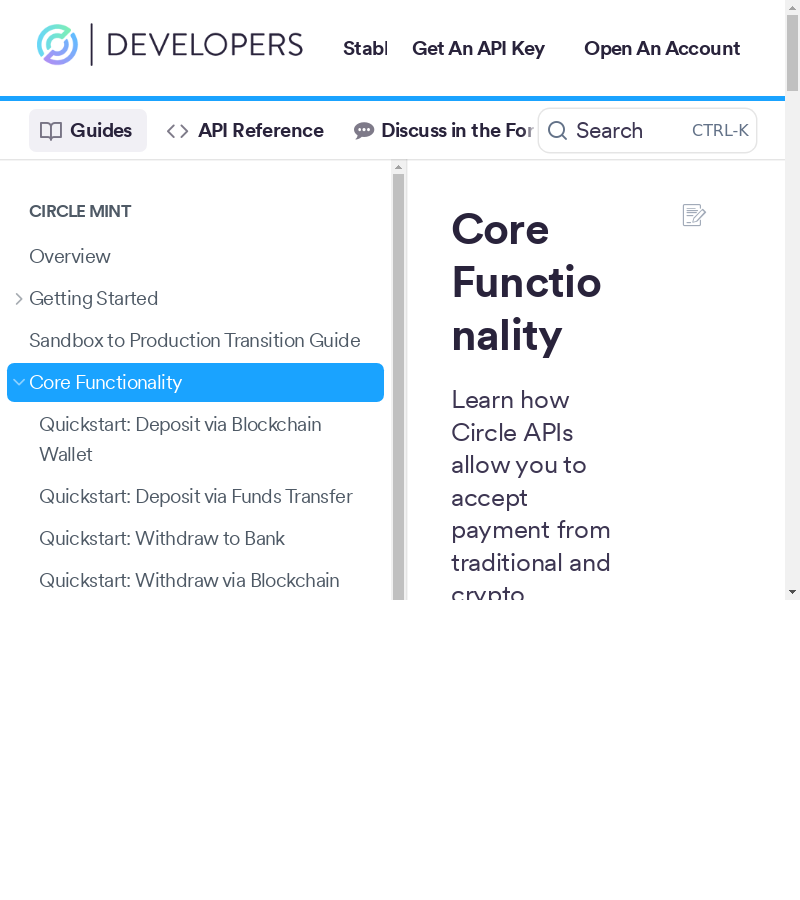 DEVELOPERS
Get An API Key
Open An Account
Guides
API Reference
Discuss in the For
Search
CTRL-K
CIRCLE MINT
Overview
Getting Started
Sandbox to Production Transition Guide
Core Functionality
Quickstart: Deposit via Blockchain
Wallet
Quickstart: Deposit via Funds Transfer
Quickstart: Withdraw to Bank
Quickstart: Withdraw via Blockchain
Core
Functio
nality
Learn how
Circle APIs
allow you to
accept
payment from
traditional and
crypto